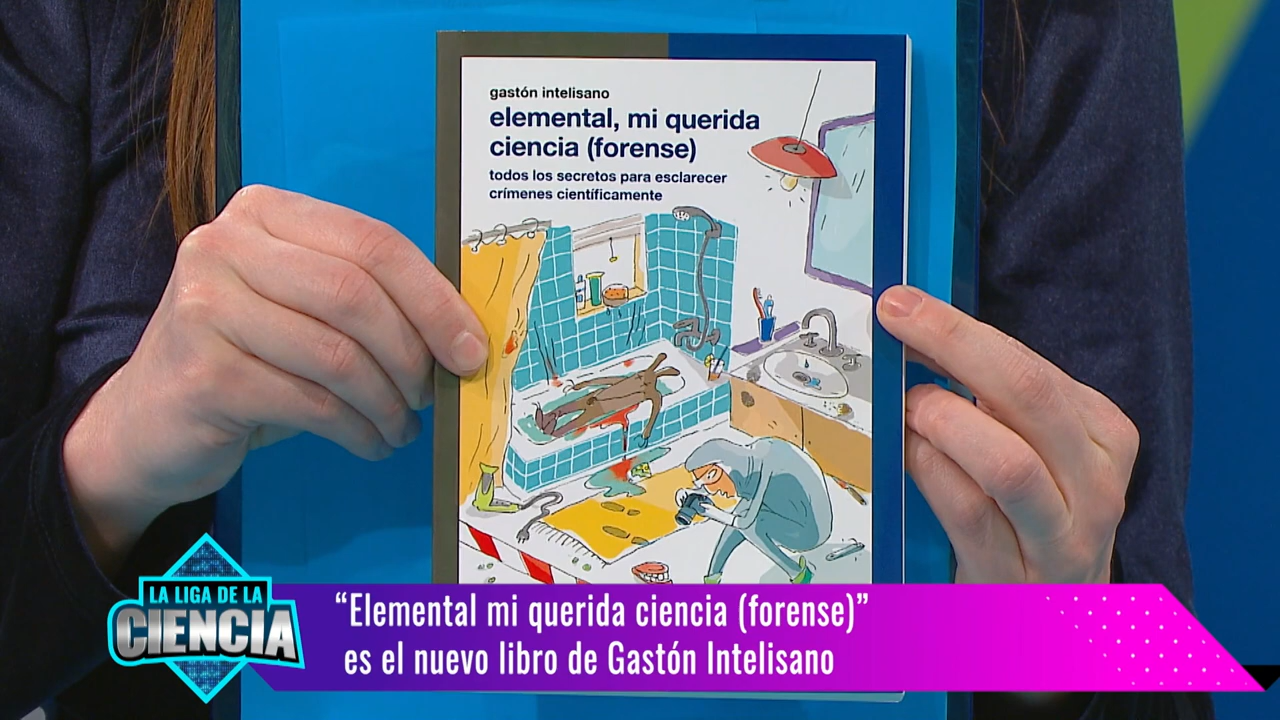 gastón intelisano
elemental, mi querida
ciencia (forense)
todos los secretos para esclarecer
crímenes científicamente
LA LIGA DE LA
CIENCIA
“Elemental mi querida ciencia (forense)”
es el nuevo libro de Gastón Intelisano